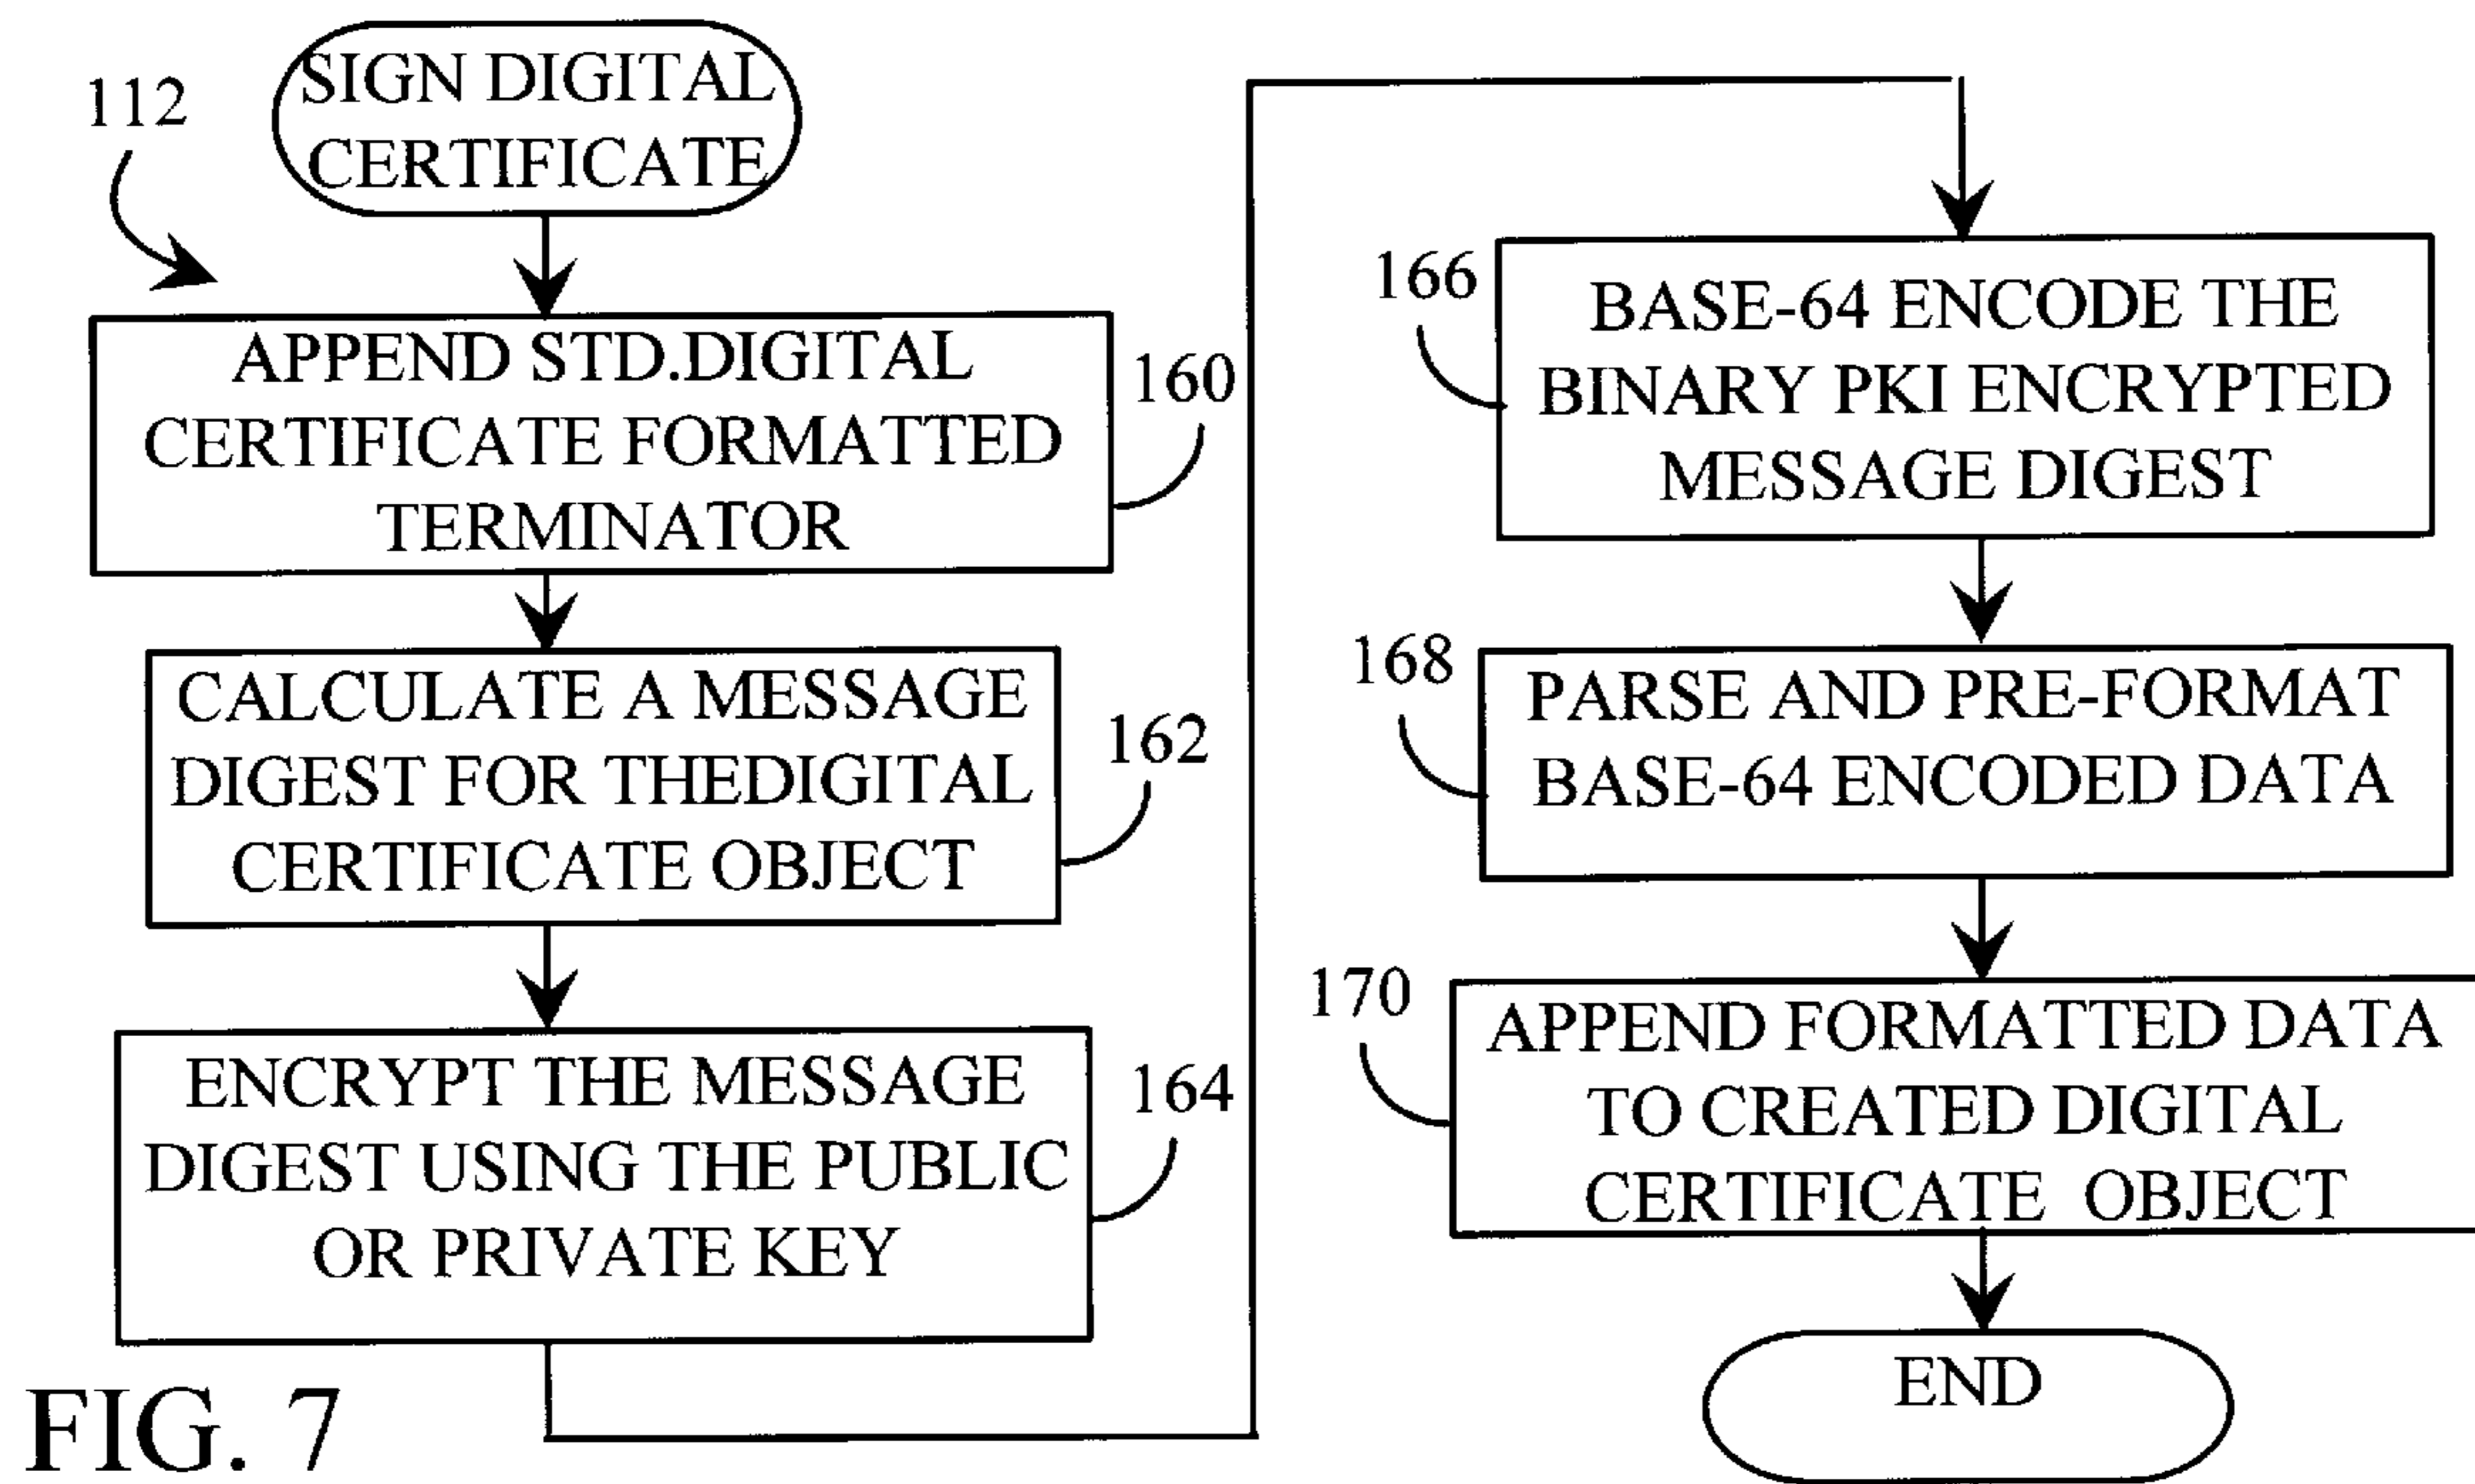 112
SIGN DIGITAL
CERTIFICATE
APPEND STD.DIGITAL
CERTIFICATE FORMATTED
TERMINATOR
160
CALCULATE A MESSAGE
DIGEST FOR THEDIGITAL
CERTIFICATE OBJECT
162
ENCRYPT THE MESSAGE
DIGEST USING THE PUBLIC
OR PRIVATE KEY
164
166
BASE-64 ENCODE THE
BINARY PKI ENCRYPTED
MESSAGE DIGEST
168
PARSE AND PRE-FORMAT
BASE-64 ENCODED DATA
170
APPEND FORMATTED DATA
TO CREATED DIGITAL
CERTIFICATE OBJECT
END
FIG. 7